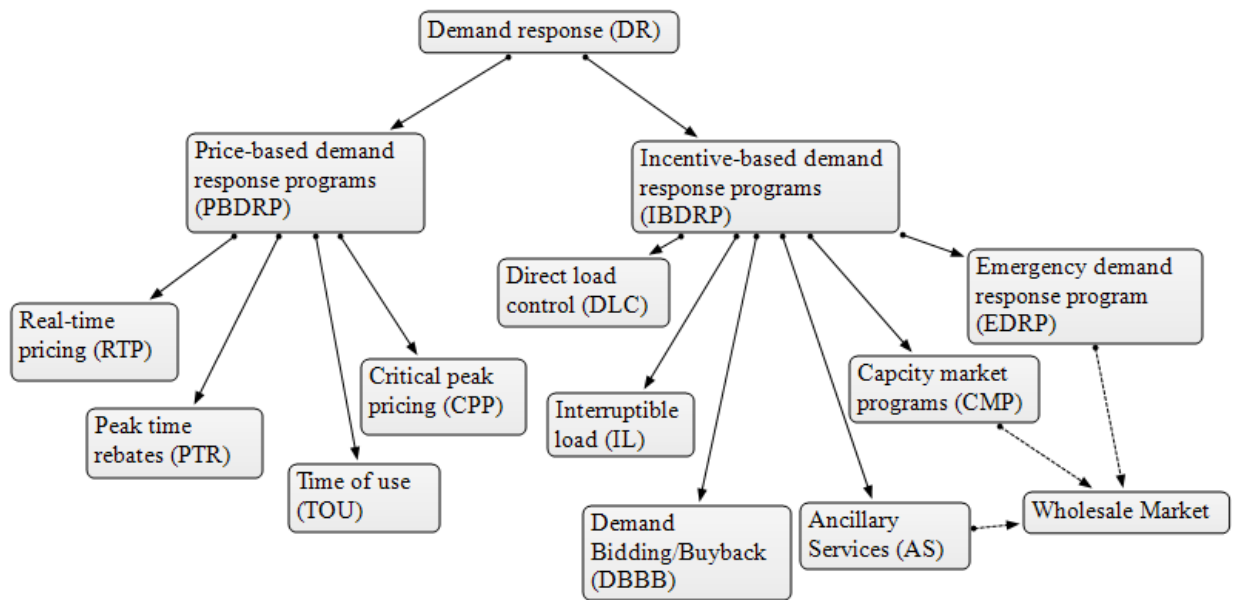 Demand response (DR)
Price-based demand
response programs
(PBDRP)
Incentive-based demand
response programs
(IBDRP)
Real-time
pricing (RTP)
Peak time
rebates (PTR)
Time of use
(TOU)
Critical peak
pricing (CPP)
Direct load
control (DLC)
Interruptible
load (IL)
Demand
Bidding/Buyback
(DBBB)
Ancillary
Services (AS)
Capcity market
programs (CMP)
Emergency demand
response program
(EDRP)
Wholesale Market